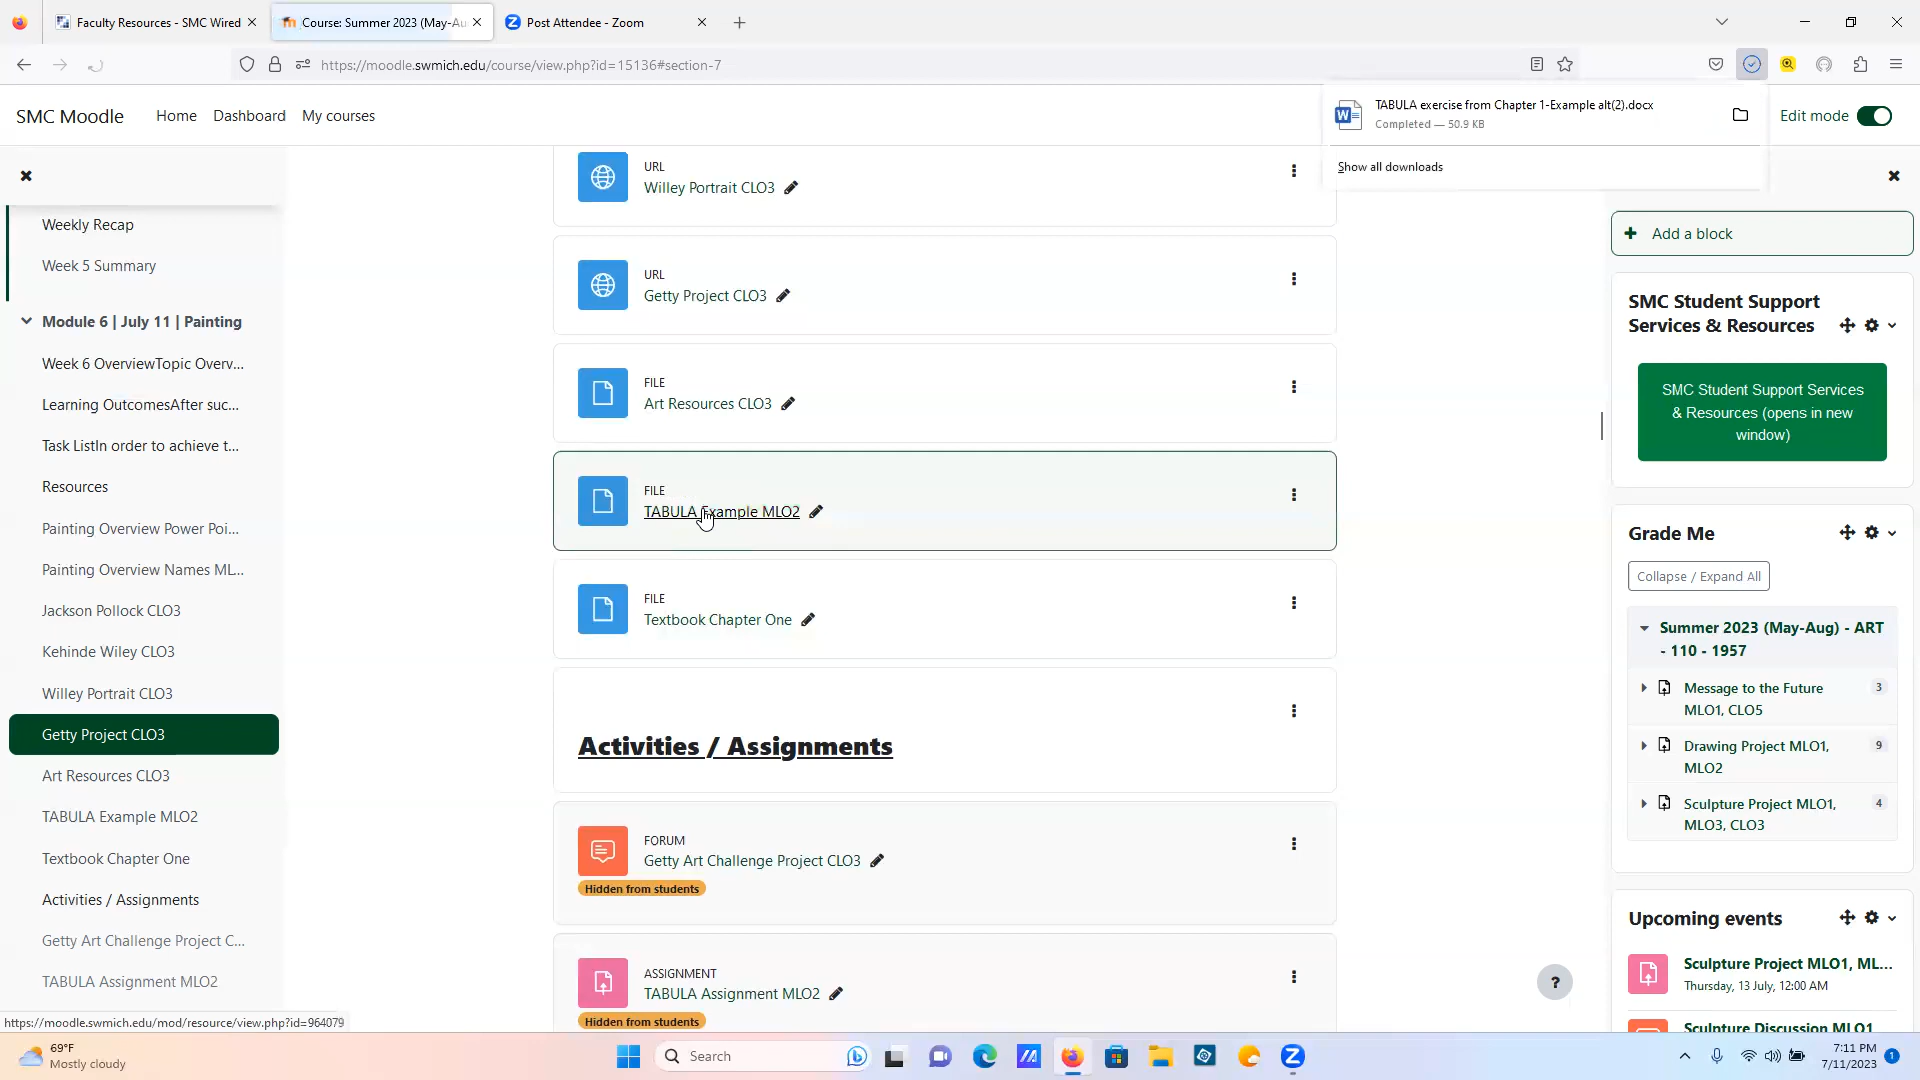 Faculty Resources - SMC Wired
Course: Summer 2023 (May-Au
Post Attendee - Zoom
https://moodle.swmich.edu/course/view.php?id=15136#section-7
SMC Moodle
Home
Dashboard
My courses
TABULA exercise from Chapter 1-Example alt(2).docx
Completed — 50.9 KB
Show all downloads
Edit mode
Weekly Recap
Week 5 Summary
Module 6 | July 11 | Painting
Week 6 OverviewTopic Overv...
Learning OutcomesAfter suc...
Task ListIn order to achieve t...
Resources
Painting Overview Power Poi...
Painting Overview Names ML...
Jackson Pollock CLO3
Kehinde Wiley CLO3
Willey Portrait CLO3
Getty Project CLO3
Art Resources CLO3
TABULA Example MLO2
Textbook Chapter One
Activities / Assignments
Getty Art Challenge Project C...
TABULA Assignment MLO2
https://moodle.swmich.edu/mod/resource/view.php?id=964079
URL
Willey Portrait CLO3
URL
Getty Project CLO3
FILE
Art Resources CLO3
FILE
TABULA Example MLO2
FILE
Textbook Chapter One
Activities / Assignments
FORUM
Getty Art Challenge Project CLO3
Hidden from students
ASSIGNMENT
TABULA Assignment MLO2
Hidden from students
?
+ Add a block
SMC Student Support
Services & Resources
SMC Student Support Services
& Resources (opens in new
window)
Grade Me
Collapse / Expand All
Summer 2023 (May-Aug) - ART
- 110 - 1957
Message to the Future
MLO1, CLO5
3
Drawing Project MLO1,
MLO2
9
Sculpture Project MLO1,
MLO3, CLO3
4
Upcoming events
Sculpture Project MLO1, ML...
Thursday, 13 July, 12:00 AM
Sculpture Discussion MLO1
69°F
Mostly cloudy
Search
7:11 PM
7/11/2023
1